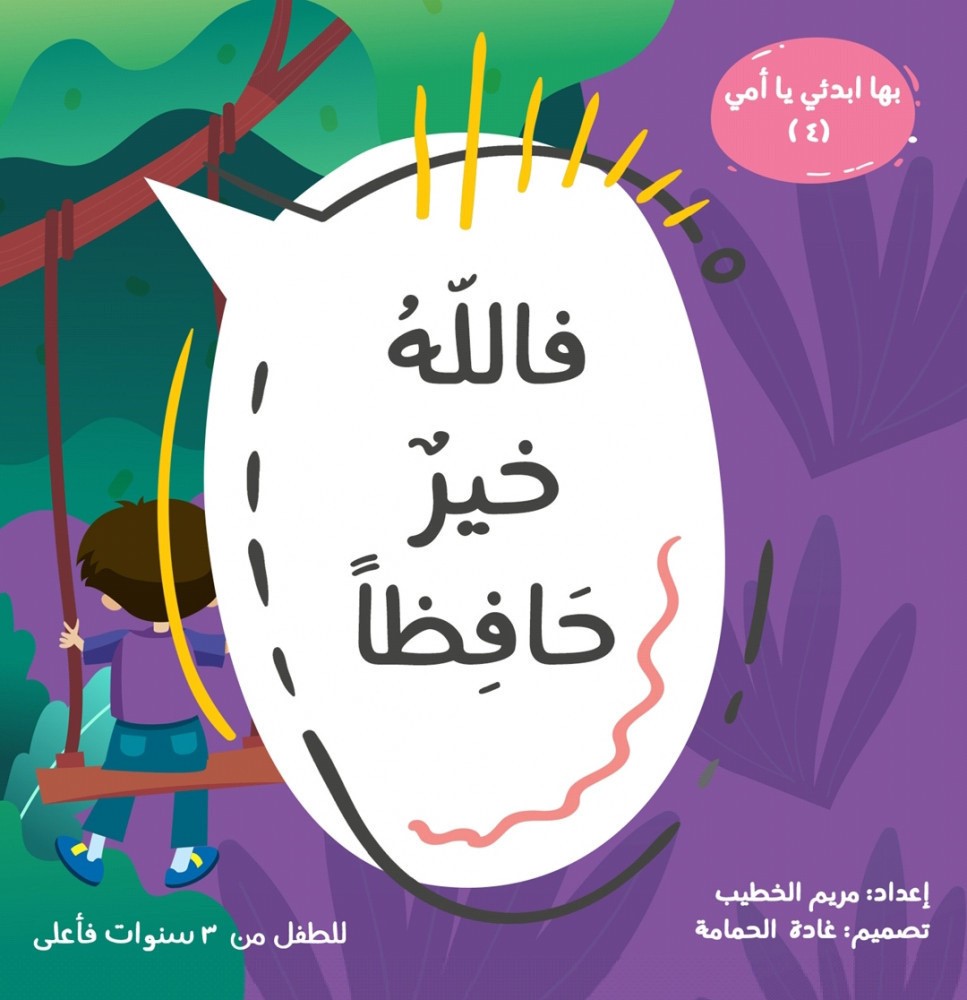 بها ابدئي يا أمي
(٤)
فاللّهُ
خيرٌ
حَافِظاً
إعداد: مريم الخطيب
تصميم: غادة الحمامة
للطفل من ٣ سنوات فأعلى